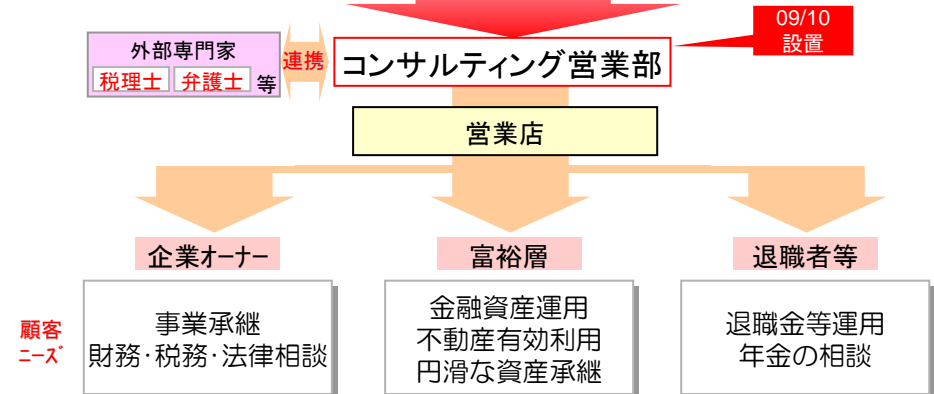 09/10
設置
外部専門家
税理士 弁護士 等
連携
コンサルティング営業部
営業店
企業ｵｰﾅｰ
富裕層
退職者等
顧客
ﾆｰｽﾞ
事業承継
財務･税務･法律相談
金融資産運用
不動産有効利用
円滑な資産承継
退職金等運用
年金の相談